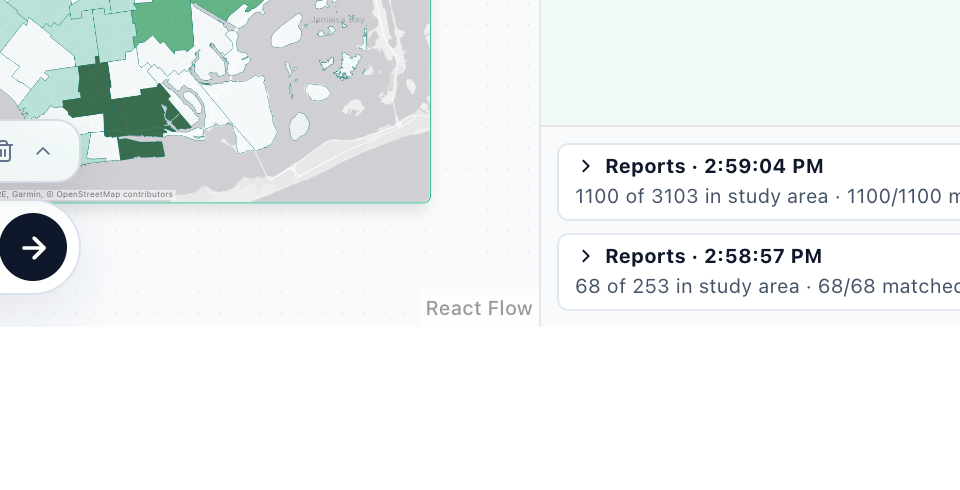 Jamaica Bay
Reports · 2:59:04 PM
1100 of 3103 in study area · 1100/1100
Garmin, © OpenStreetMap contributors
Reports · 2:58:57 PM
68 of 253 in study area · 68/68 matched
React Flow